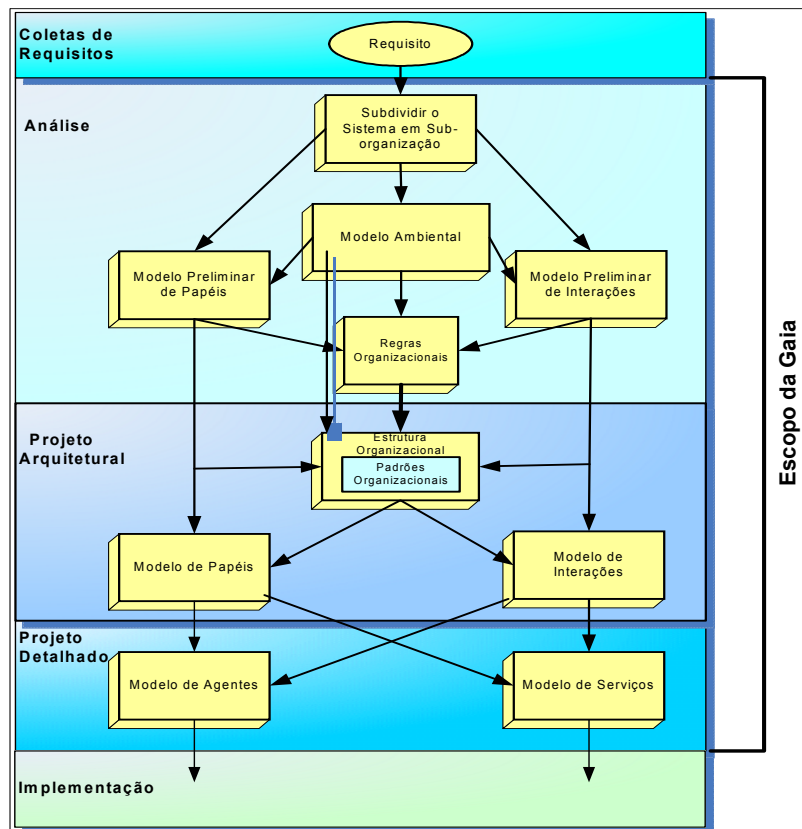 Coletas de
Requisitos
Requisito
Análise
Subdividir o
Sistema em Sub-
organização
Modelo Ambiental
Modelo Preliminar
de Papéis
Modelo Preliminar
de Interações
Regras
Organizacionais
Escopo da Gaia
Projeto
Arquitetural
Estrutura
Organizacional
Padrões
Organizacionais
Modelo de Papéis
Modelo de
Interações
Projeto
Detalhado
Modelo de Agentes
Modelo de Serviços
Implementação